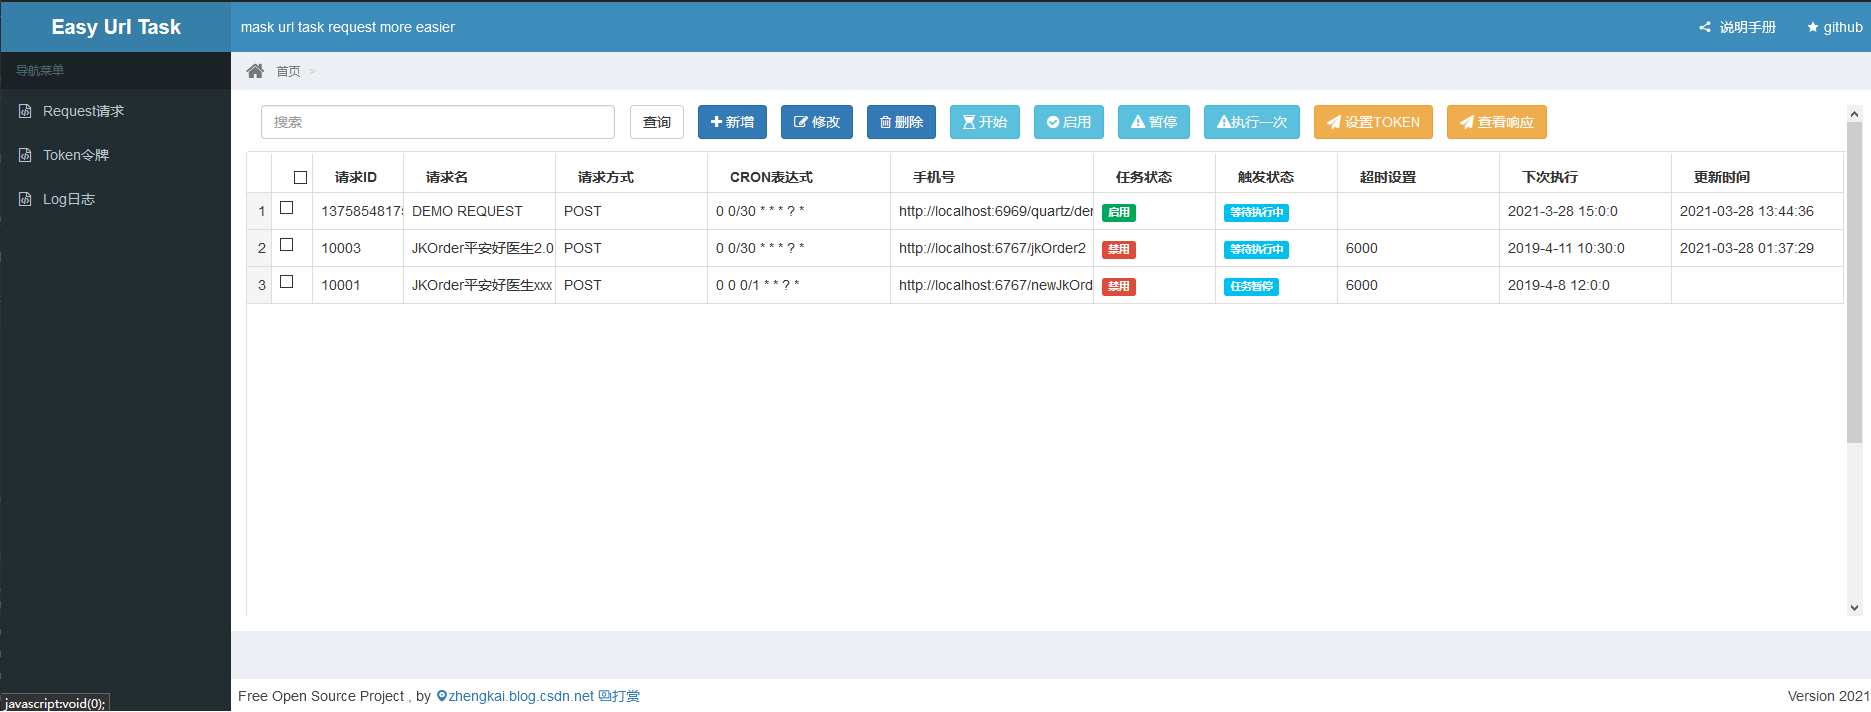 Easy Url Task
mask url task request more easier
说明手册
github
导航菜单
首页 >
Request请求
Token令牌
Log日志
搜索
查询
新增
修改
删除
开始
启用
暂停
执行一次
设置TOKEN
查看响应
请求ID 请求名 请求方式 CRON表达式 手机号 任务状态 触发状态 超时设置 下次执行 更新时间
1 1375854817 DEMO REQUEST POST 0 0/30 * * * ? * http://localhost:6969/quartz/der 启用 等待执行中 2021-3-28 15:0:0 2021-03-28 13:44:36
2 10003 JKOrder平安好医生2.0 POST 0 0/30 * * * ? * http://localhost:6767/jkOrder2 禁用 等待执行中 6000 2019-4-11 10:30:0 2021-03-28 01:37:29
3 10001 JKOrder平安好医生xxx POST 0 0 0/1 * * ? * http://localhost:6767/newJkOrd 禁用 任务暂停 6000 2019-4-8 12:0:0
Free Open Source Project , by zhengkai.blog.csdn.net 打赏
Version 2021
javascript:void(0);